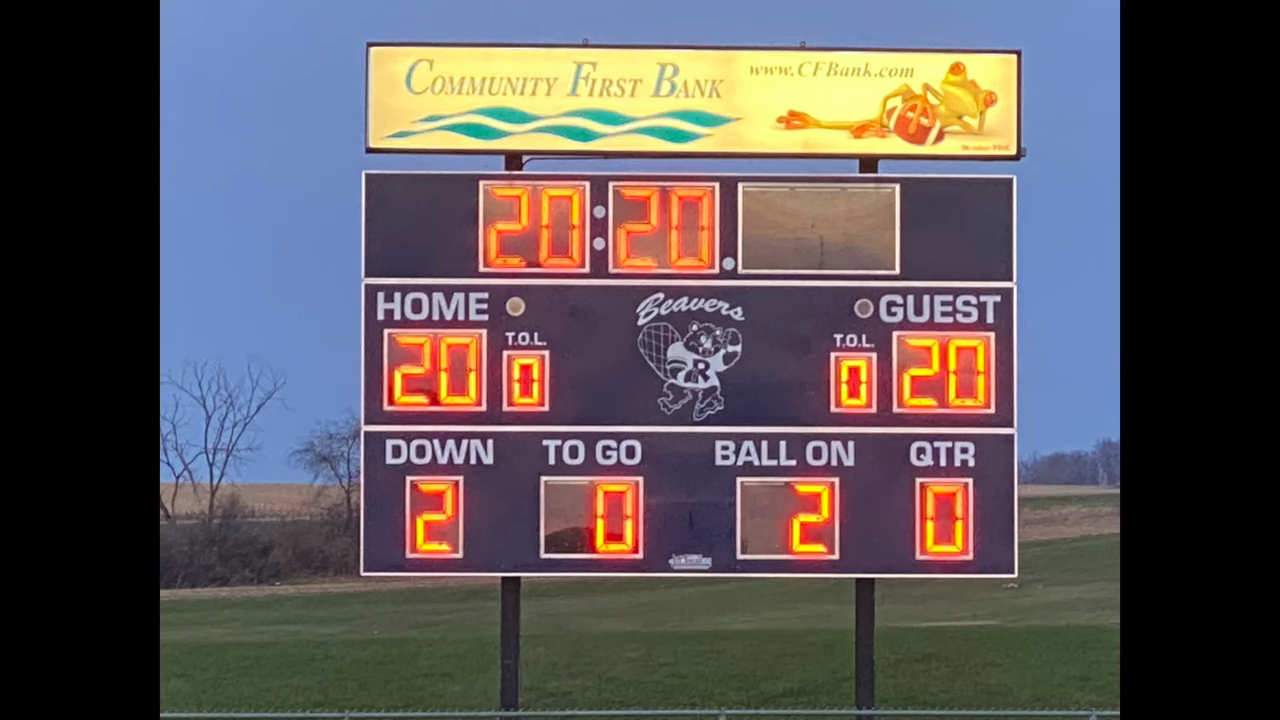 COMMUNITY FIRST BANK
www.CFBank.com
20:20.
HOME
GUEST
Beavers
T.O.L.
T.O.L.
20
0
R
0
20
DOWN
TO GO
BALL ON
QTR
2
0
2
0